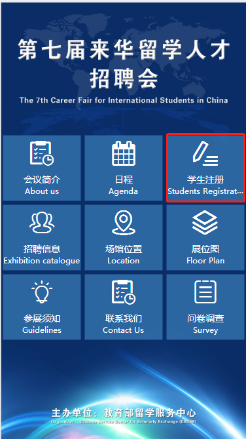 第七届来华留学人才
招聘会
The 7th Career Fair for International Students in China
会议简介
About us
日程
Agenda
学生注册
Students Registrat···
招聘信息
Exhibition catalogue
场馆位置
Location
展位图
Floor Plan
参展须知
Guidelines
联系我们
Contact Us
问卷调查
Survey
主办单位：教育部留学服务中心